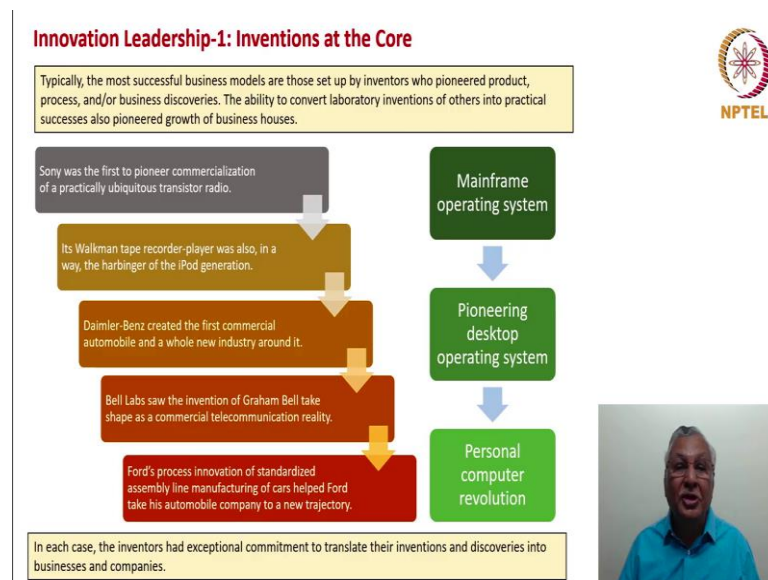 Innovation Leadership-1: Inventions at the Core
NPTEL
Typically, the most successful business models are those set up by inventors who pioneered product,
process, and/or business discoveries. The ability to convert laboratory inventions of others into practical
successes also pioneered growth of business houses.
Sony was the first to pioneer commercialization
of a practically ubiquitous transistor radio.
Its Walkman tape recorder-player was also, in a
way, the harbinger of the iPod generation.
Daimler-Benz created the first commercial
automobile and a whole new industry around it.
Bell Labs saw the invention of Graham Bell take
shape as a commercial telecommunication reality.
Ford's process innovation of standardized
assembly line manufacturing of cars helped Ford
take his automobile company to a new trajectory.
Mainframe
operating system
Pioneering
desktop
operating system
Personal
computer
revolution
In each case, the inventors had exceptional commitment to translate their inventions and discoveries into
businesses and companies.